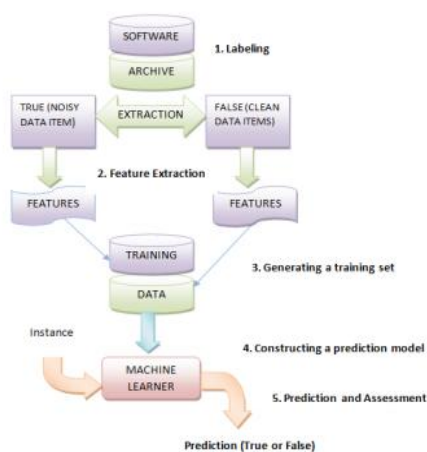 SOFTWARE
1. Labeling
ARCHIVE
TRUE (NOISY
DATA ITEM)
EXTRACTION
FALSE (CLEAN
DATA ITEMS)
2. Feature Extraction
FEATURES
FEATURES
TRAINING
3. Generating a training set
DATA
Instance
4. Constructing a prediction model
MACHINE
LEARNER
5. Prediction and Assessment
Prediction (True or False)